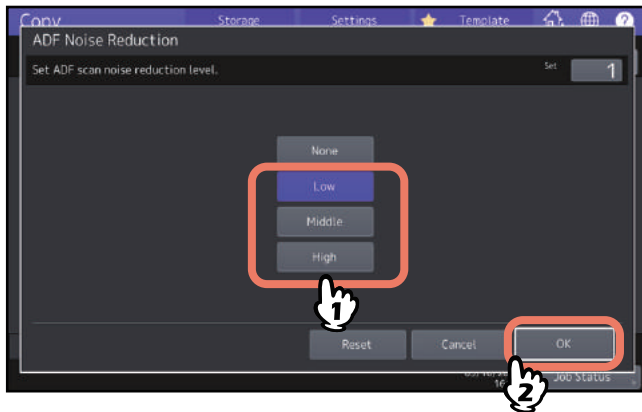 Copy Storage Settings Template ?
ADF Noise Reduction
Set ADF scan noise reduction level. Set 1
None
Low
Middle
High
1
Reset Cancel OK
Job Status
2